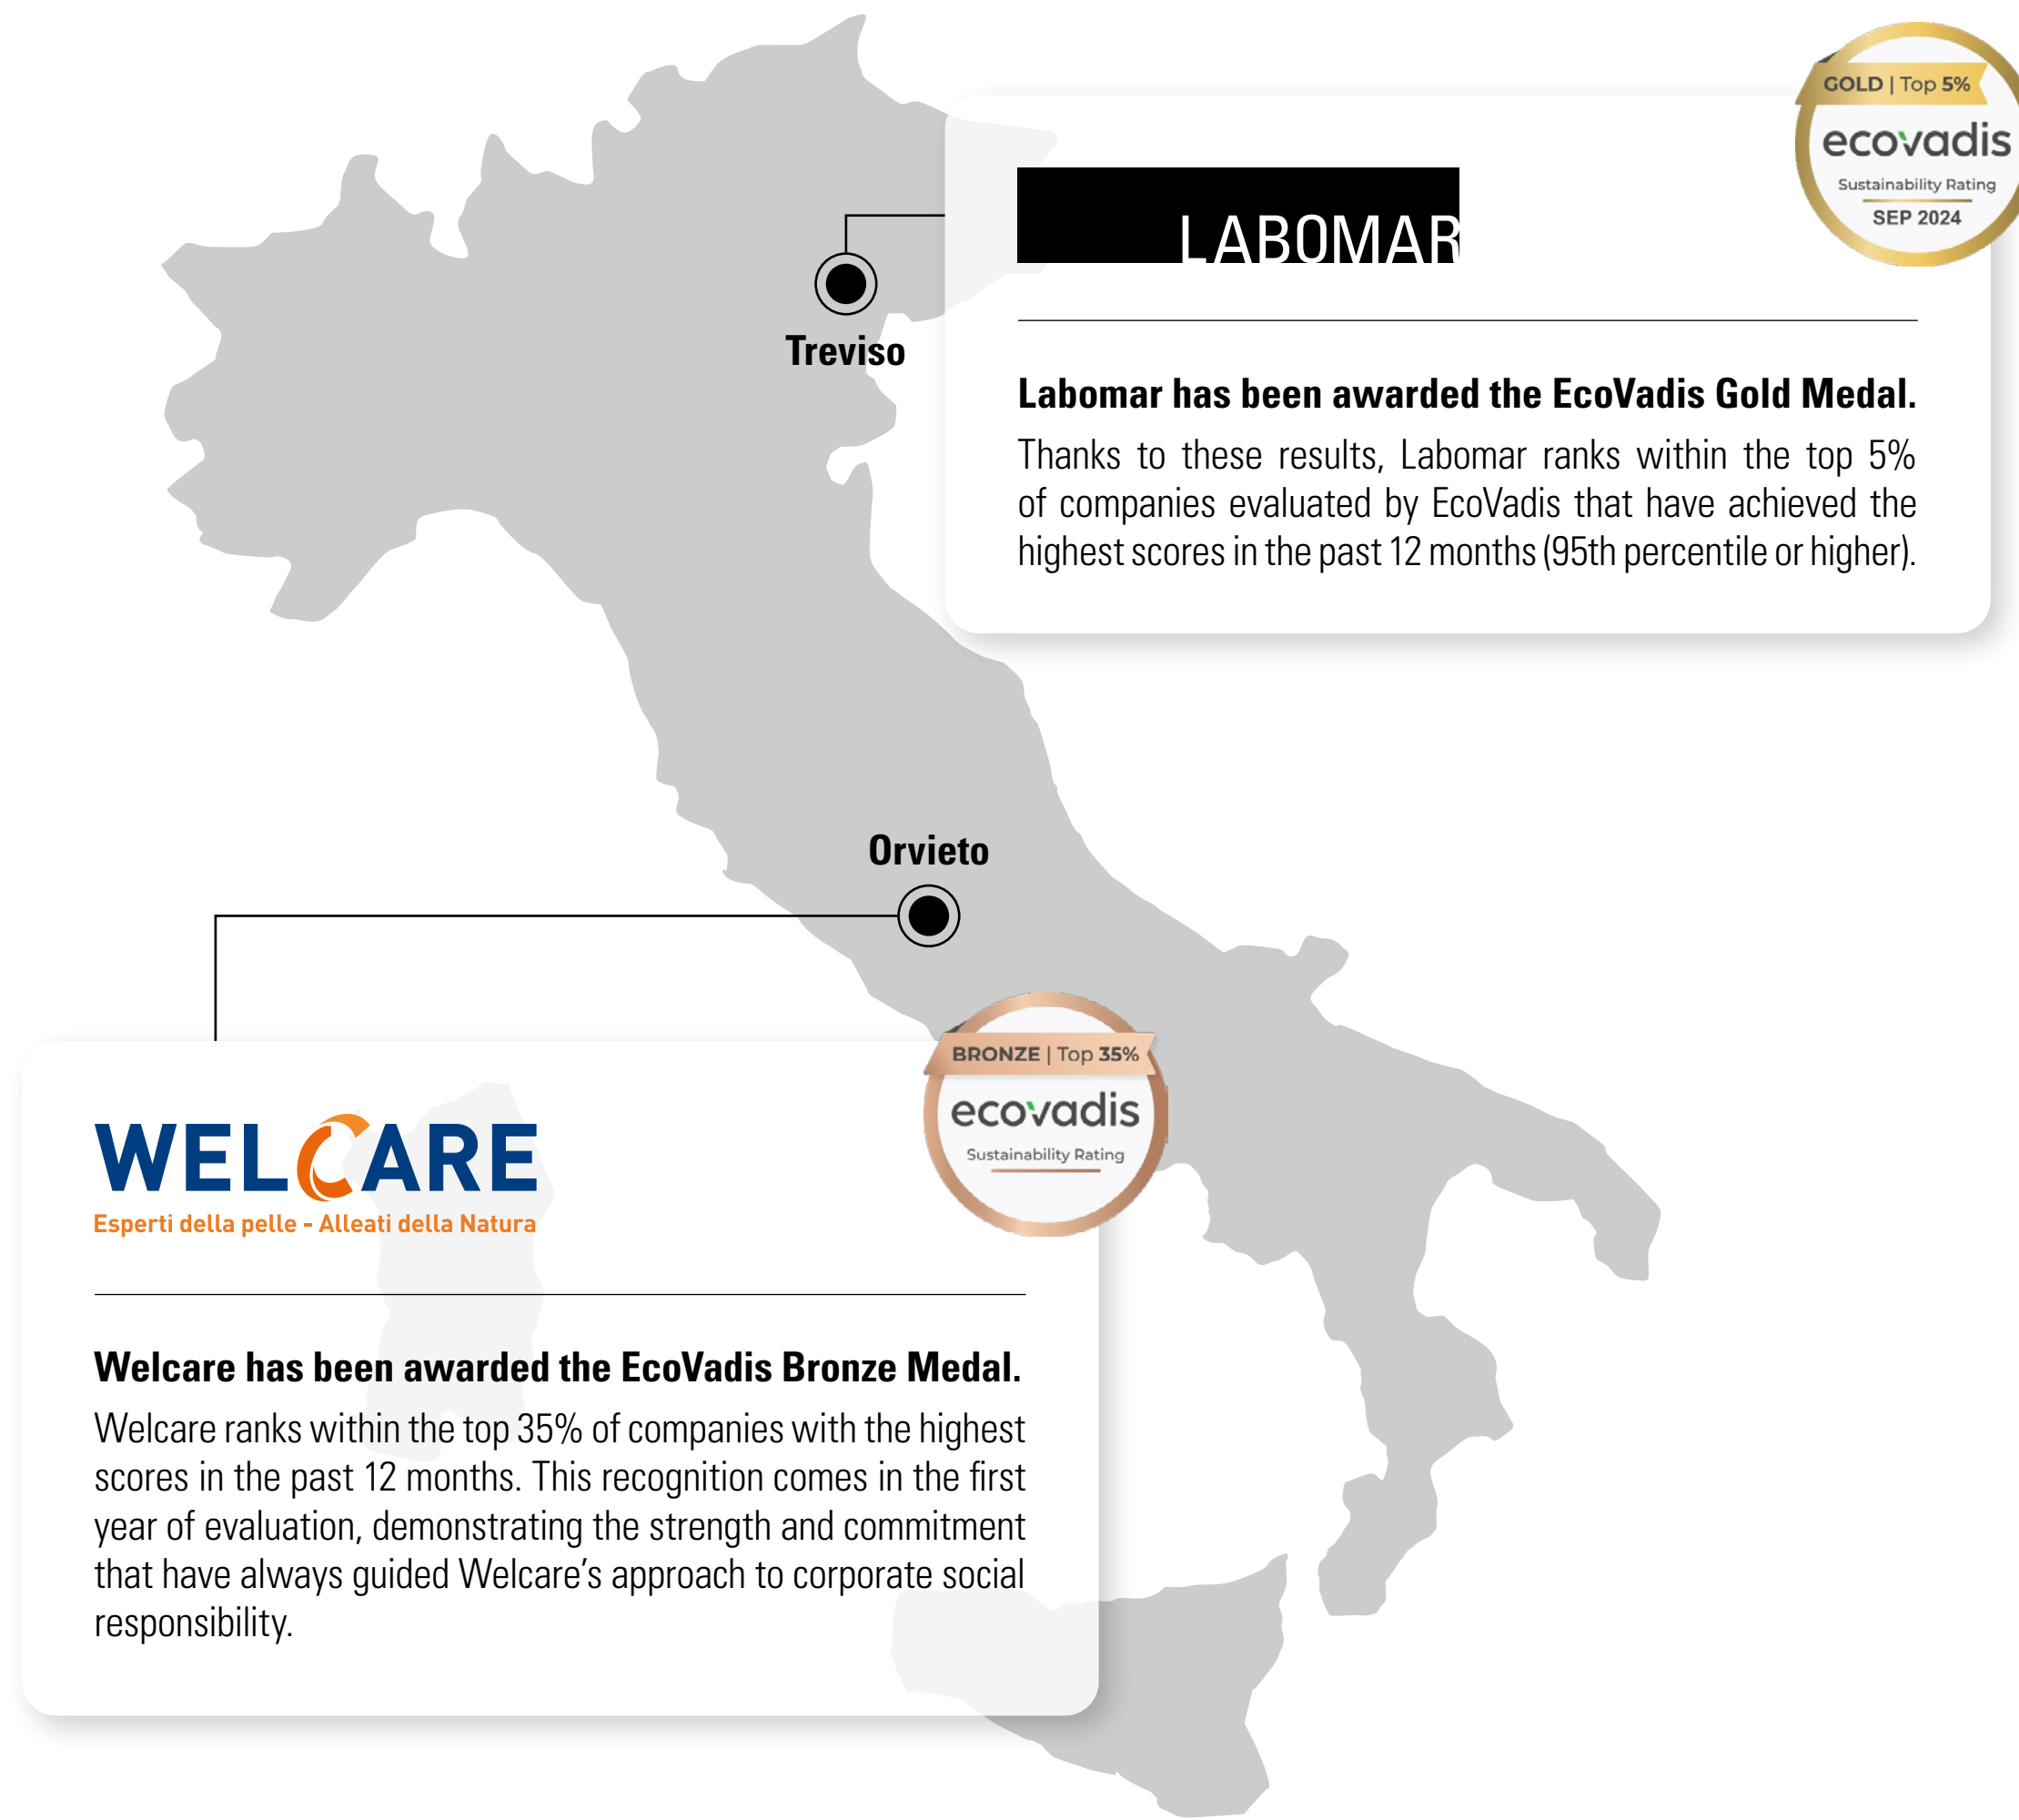 GOLD | Top 5%
ecovadis
Sustainability Rating
SEP 2024
LABOMAR
Treviso
Labomar has been awarded the EcoVadis Gold Medal.
Thanks to these results, Labomar ranks within the top 5%
of companies evaluated by EcoVadis that have achieved the
highest scores in the past 12 months (95th percentile or higher).
Orvieto
BRONZE | Top 35%
ecovadis
Sustainability Rating
WELCARE
Esperti della pelle - Alleati della Natura
Welcare has been awarded the EcoVadis Bronze Medal.
Welcare ranks within the top 35% of companies with the highest
scores in the past 12 months. This recognition comes in the first
year of evaluation, demonstrating the strength and commitment
that have always guided Welcare’s approach to corporate social
responsibility.